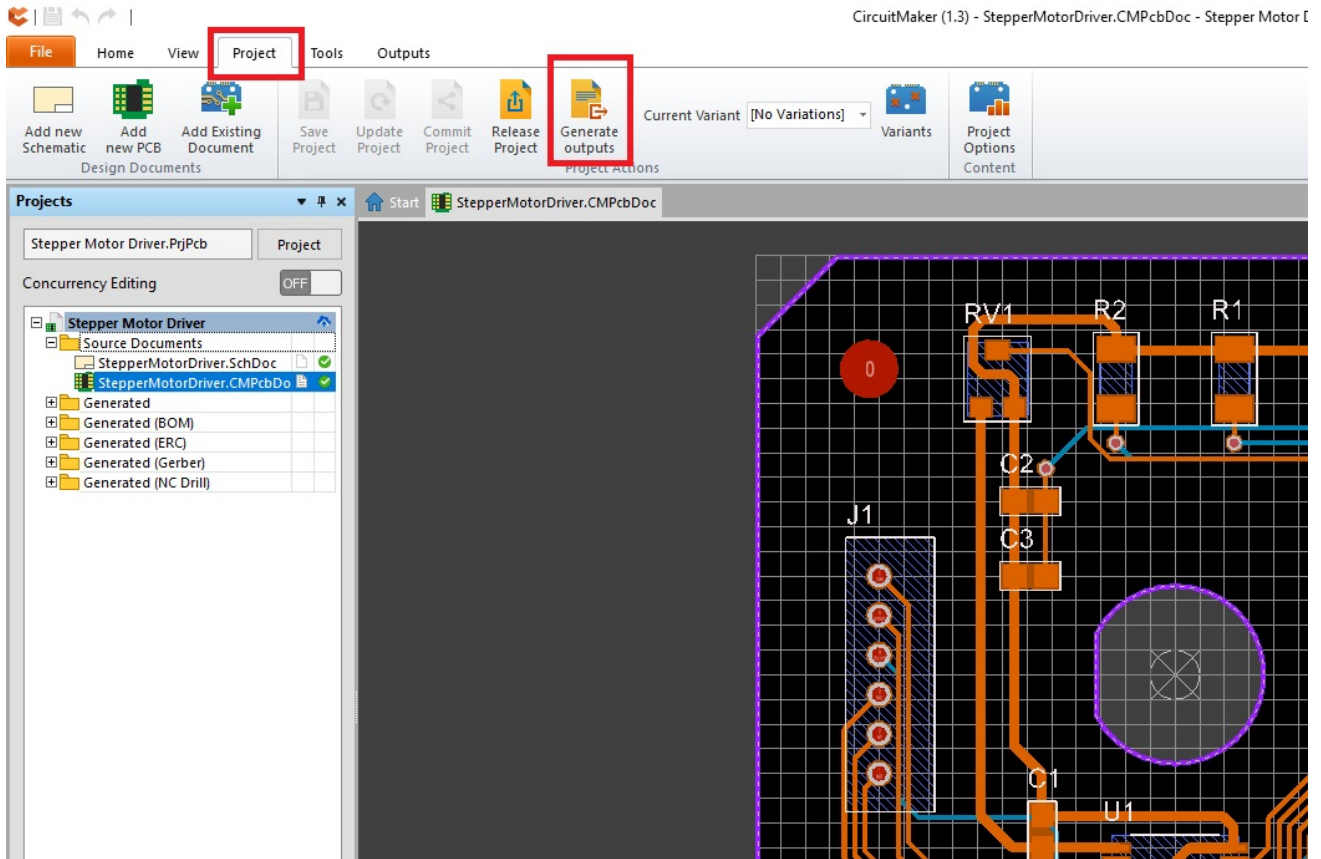 CircuitMaker (1.3) - StepperMotorDriver.CMPcbDoc - Stepper Motor D
File Home View Project Tools Outputs
Add new Schematic
Add new PCB
Add Existing Document
Save Project
Update Project
Commit Project
Release Project
Generate outputs
Current Variant [No Variations]
Variants
Project Options
Design Documents
Project Actions
Content
Projects
Start
StepperMotorDriver.CMPcbDoc
Stepper Motor Driver.PrjPcb Project
Concurrency Editing OFF
Stepper Motor Driver
Source Documents
StepperMotorDriver.SchDoc
StepperMotorDriver.CMPcbDo
Generated
Generated (BOM)
Generated (ERC)
Generated (Gerber)
Generated (NC Drill)
RV1 R2 R1
0
C2
J1
C3
C1
U1